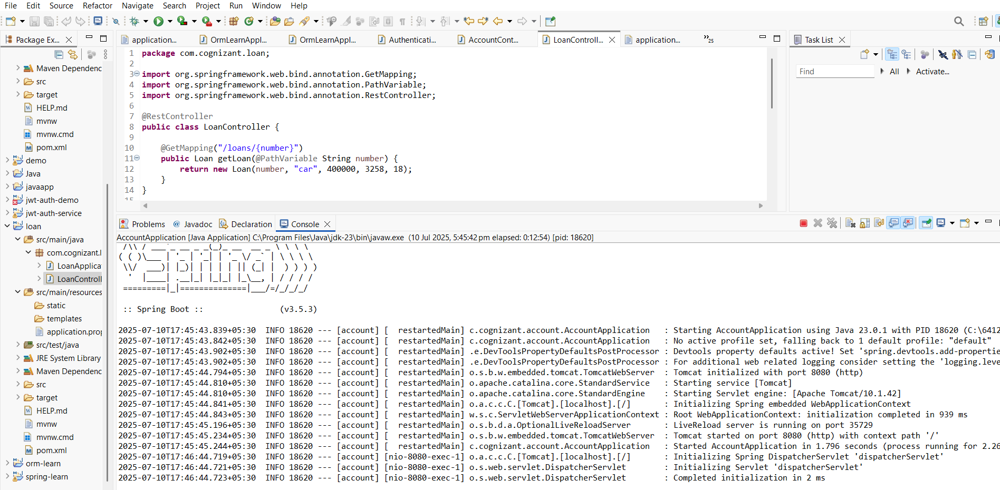 File Edit Source Refactor Navigate Search Project Run Window Help
Package Ex...
application...
OrmLearnAppl...
OrmLearnAppl...
Authenticati...
AccountCont...
LoanControll...
application...
»25
Task List
Find
All
Activate...
Maven Dependenc
src
target
HELP.md
mvnw
mvnw.cmd
pom.xml
demo
Java
javaapp
jwt-auth-demo
jwt-auth-service
loan
src/main/java
com.cognizant.l
LoanApplica
LoanControll
src/main/resources
static
templates
application.prop
src/test/java
JRE System Library
Maven Dependenc
src
target
HELP.md
mvnw
mvnw.cmd
pom.xml
orm-learn
spring-learn
1 package com.cognizant.loan;
2
3 import org.springframework.web.bind.annotation.GetMapping;
4 import org.springframework.web.bind.annotation.PathVariable;
5 import org.springframework.web.bind.annotation.RestController;
6
7 @RestController
8 public class LoanController {
9
10 @GetMapping("/loans/{number}")
11 public Loan getLoan(@PathVariable String number) {
12 return new Loan(number, "car", 400000, 3258, 18);
13 }
14 }
15
Problems @ Javadoc Declaration Console
AccountApplication [Java Application] C:\Program Files\Java\jdk-23\bin\javaw.exe (10 Jul 2025, 5:45:42 pm elapsed: 0:12:54) [pid: 18620]
:: Spring Boot :: (v3.5.3)
2025-07-10T17:45:43.839+05:30 INFO 18620 --- [account] [ restartedMain] c.cognizant.account.AccountApplication : Starting AccountApplication using Java 23.0.1 with PID 18620 (C:\6412
2025-07-10T17:45:43.842+05:30 INFO 18620 --- [account] [ restartedMain] c.cognizant.account.AccountApplication : No active profile set, falling back to 1 default profile: "default"
2025-07-10T17:45:43.902+05:30 INFO 18620 --- [account] [ restartedMain] .e.DevToolsPropertyDefaultsPostProcessor : Devtools property defaults active! Set 'spring.devtools.add-propertie
2025-07-10T17:45:43.902+05:30 INFO 18620 --- [account] [ restartedMain] .e.DevToolsPropertyDefaultsPostProcessor : For additional web related logging consider setting the 'logging.leve
2025-07-10T17:45:44.794+05:30 INFO 18620 --- [account] [ restartedMain] o.s.b.w.embedded.tomcat.TomcatWebServer : Tomcat initialized with port 8080 (http)
2025-07-10T17:45:44.810+05:30 INFO 18620 --- [account] [ restartedMain] o.apache.catalina.core.StandardService : Starting service [Tomcat]
2025-07-10T17:45:44.810+05:30 INFO 18620 --- [account] [ restartedMain] o.apache.catalina.core.StandardEngine : Starting Servlet engine: [Apache Tomcat/10.1.42]
2025-07-10T17:45:44.841+05:30 INFO 18620 --- [account] [ restartedMain] o.a.c.c.C.[Tomcat].[localhost].[/] : Initializing Spring embedded WebApplicationContext
2025-07-10T17:45:44.843+05:30 INFO 18620 --- [account] [ restartedMain] w.s.c.ServletWebServerApplicationContext : Root WebApplicationContext: initialization completed in 939 ms
2025-07-10T17:45:45.196+05:30 INFO 18620 --- [account] [ restartedMain] o.s.b.d.a.OptionalLiveReloadServer : LiveReload server is running on port 35729
2025-07-10T17:45:45.234+05:30 INFO 18620 --- [account] [ restartedMain] o.s.b.w.embedded.tomcat.TomcatWebServer : Tomcat started on port 8080 (http) with context path '/'
2025-07-10T17:45:45.244+05:30 INFO 18620 --- [account] [ restartedMain] c.cognizant.account.AccountApplication : Started AccountApplication in 1.796 seconds (process running for 2.26
2025-07-10T17:46:44.719+05:30 INFO 18620 --- [account] [nio-8080-exec-1] o.a.c.c.C.[Tomcat].[localhost].[/] : Initializing Spring DispatcherServlet 'dispatcherServlet'
2025-07-10T17:46:44.721+05:30 INFO 18620 --- [account] [nio-8080-exec-1] o.s.web.servlet.DispatcherServlet : Initializing Servlet 'dispatcherServlet'
2025-07-10T17:46:44.723+05:30 INFO 18620 --- [account] [nio-8080-exec-1] o.s.web.servlet.DispatcherServlet : Completed initialization in 2 ms